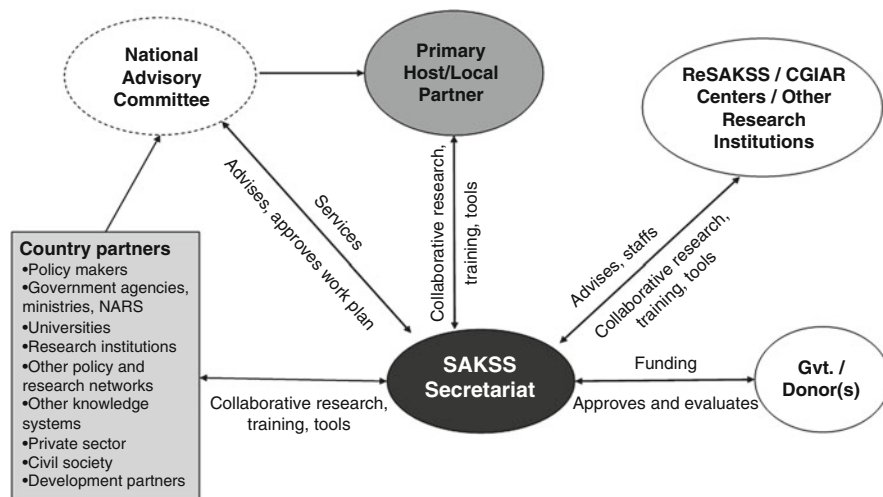 National
Advisory
Committee
Primary
Host/Local
Partner
ReSAKSS / CGIAR
Centers / Other
Research
Institutions
Services
Advises, approves work plan
Collaborative research,
training, tools
Advises, staffs
Collaborative research,
training, tools
Country partners
•Policy makers
•Government agencies,
ministries, NARS
•Universities
•Research institutions
•Other policy and
research networks
•Other knowledge
systems
•Private sector
•Civil society
•Development partners
SAKSS
Secretariat
Collaborative research,
training, tools
Funding
Approves and evaluates
Gvt. /
Donor(s)